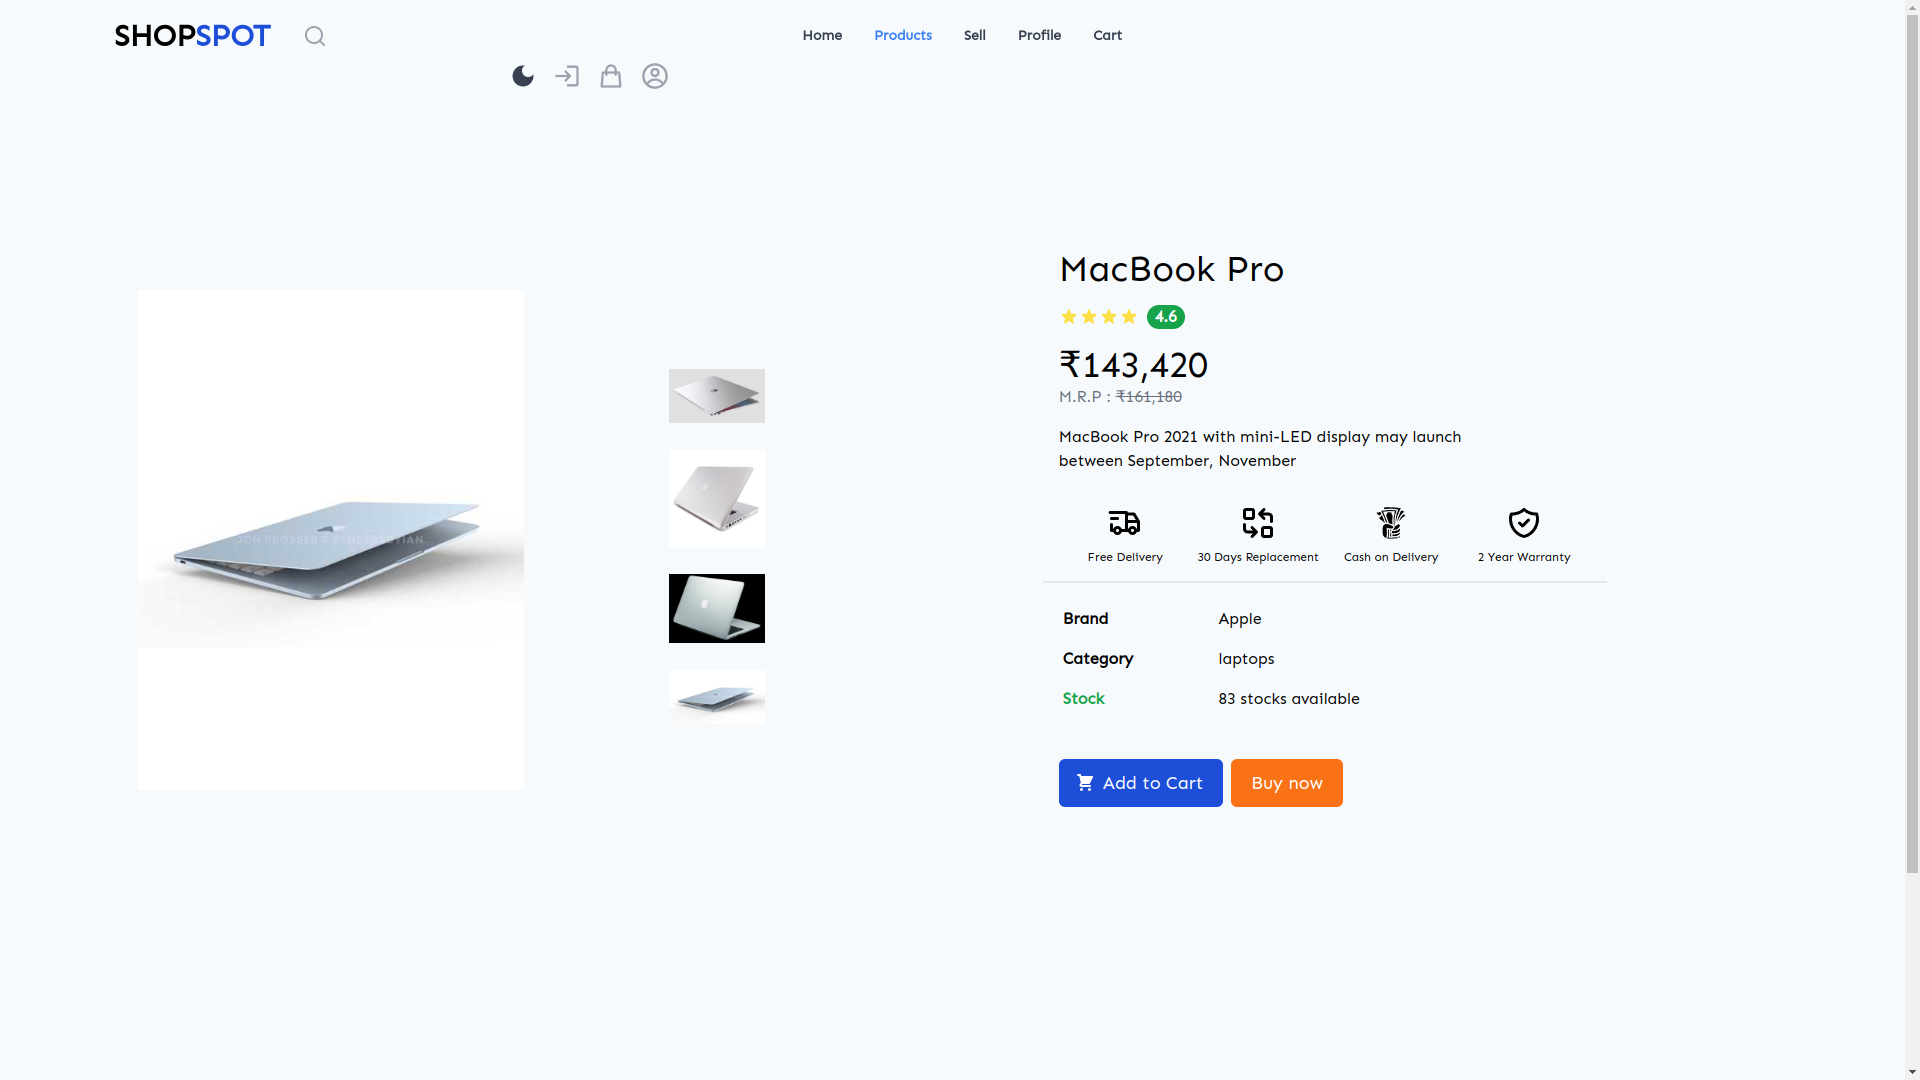 SHOPSPOT
Home Products Sell Profile Cart
MacBook Pro
4.6
₹143,420
M.R.P : ₹161,180
MacBook Pro 2021 with mini-LED display may launch
between September, November
Free Delivery 30 Days Replacement Cash on Delivery 2 Year Warranty
Brand Apple
Category laptops
Stock 83 stocks available
Add to Cart Buy now
JON PROSSER X RENDERSBYIAN